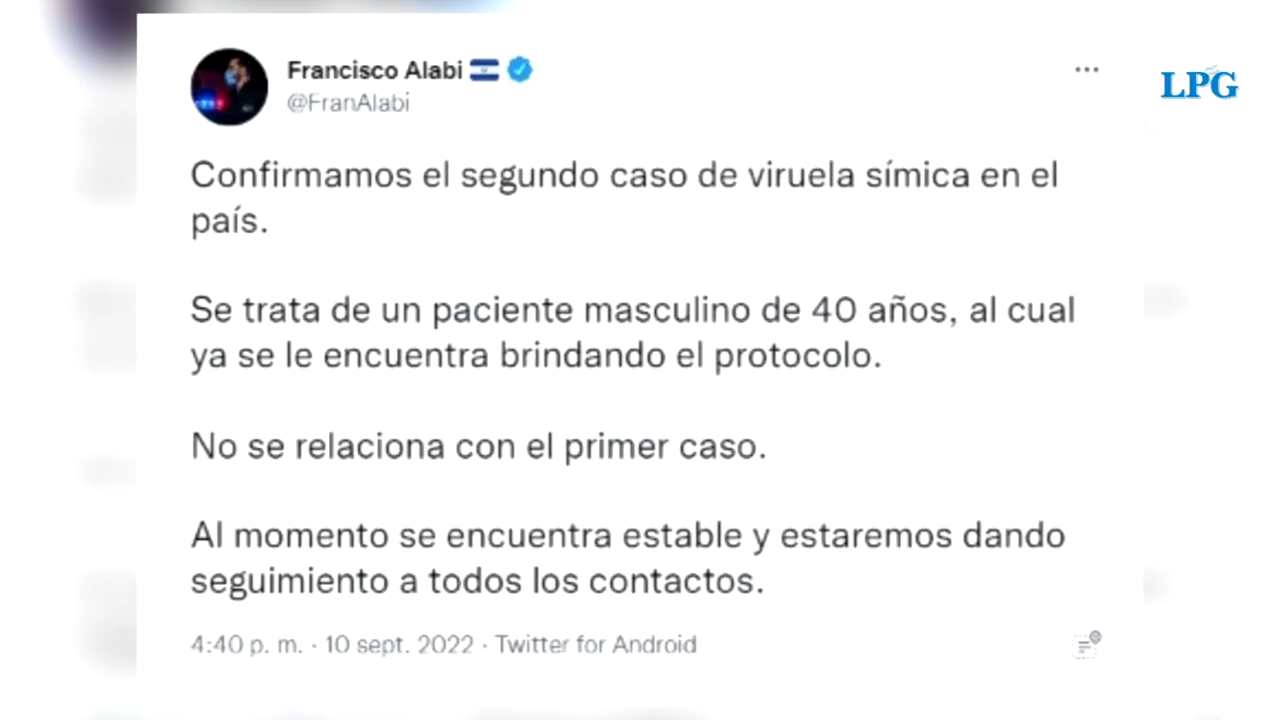 Francisco Alabi
@FranAlabi
LPG
Confirmamos el segundo caso de viruela símica en el
país.
Se trata de un paciente masculino de 40 años, al cual
ya se le encuentra brindando el protocolo.
No se relaciona con el primer caso.
Al momento se encuentra estable y estaremos dando
seguimiento a todos los contactos.
4:40 p. m. · 10 sept. 2022 · Twitter for Android